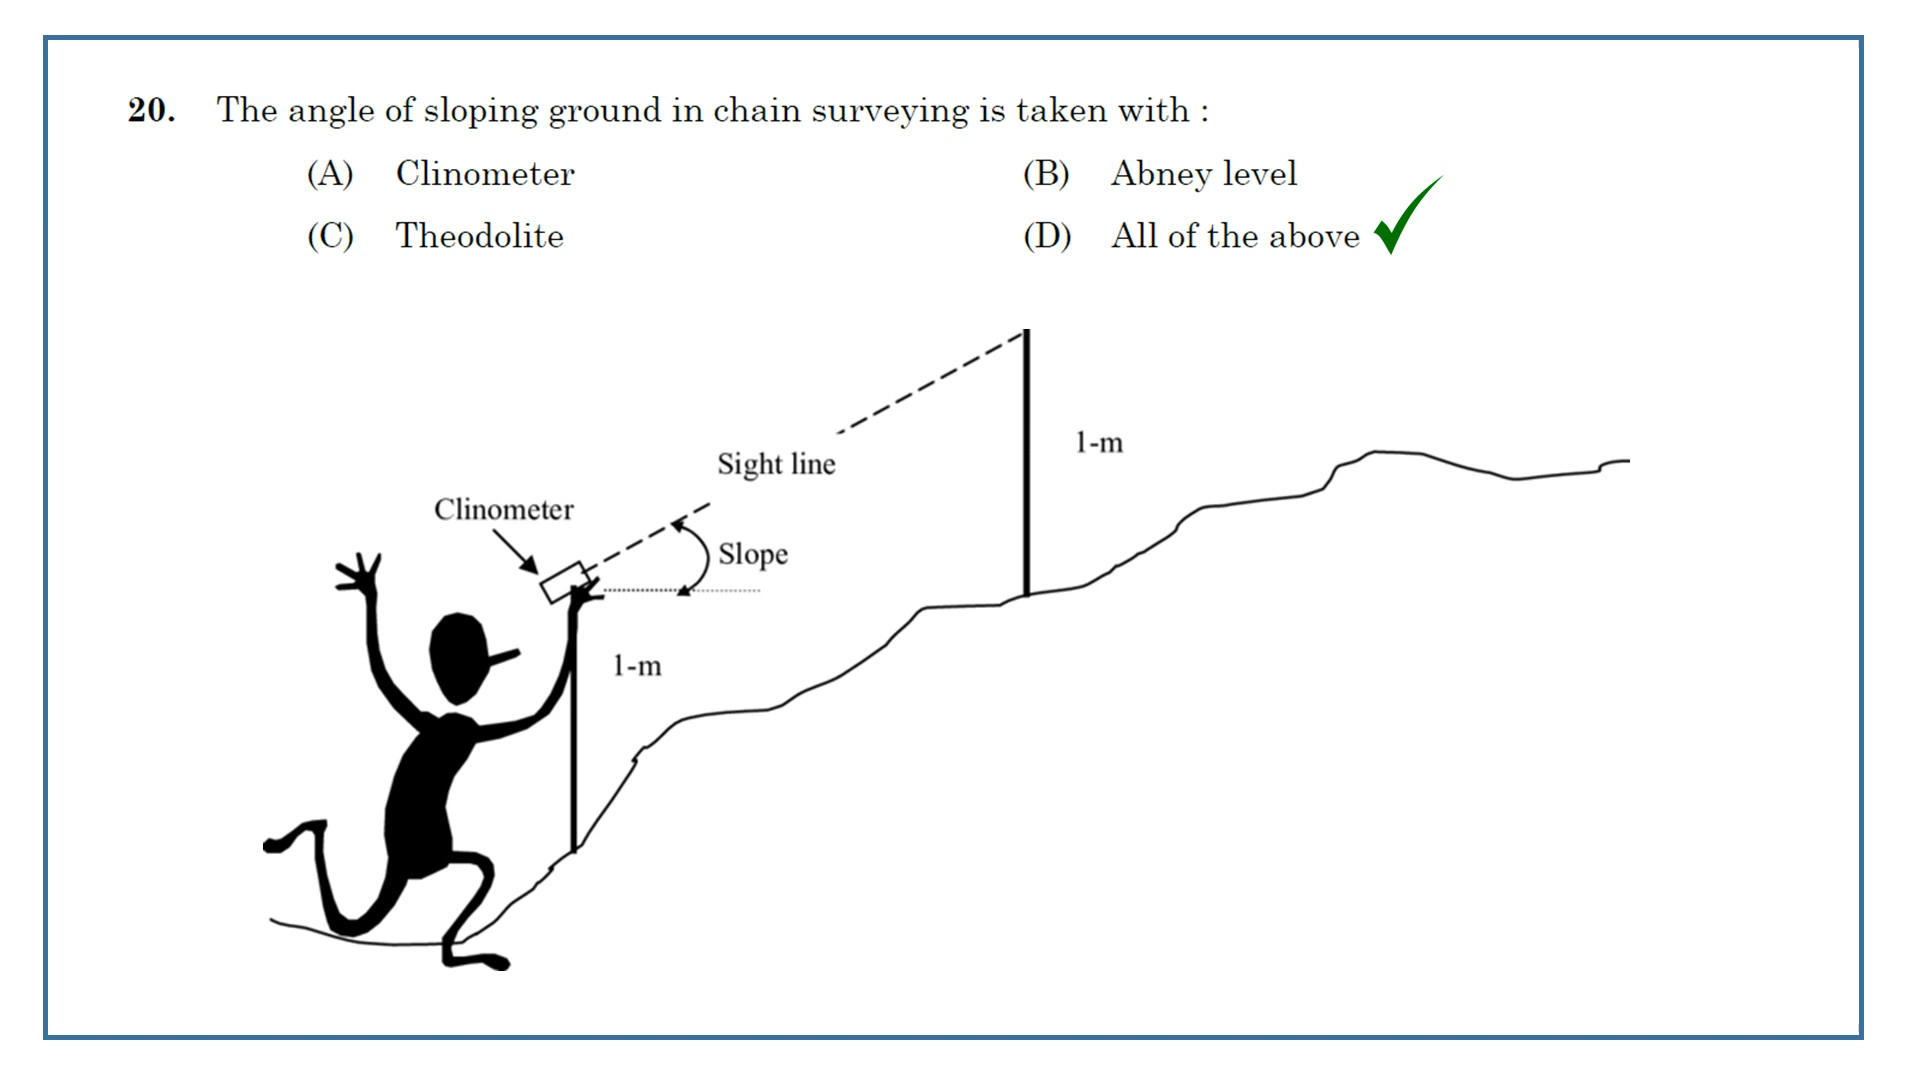 20. The angle of sloping ground in chain surveying is taken with :
(A) Clinometer (B) Abney level
(C) Theodolite (D) All of the above
1-m
Sight line
Clinometer
Slope
1-m